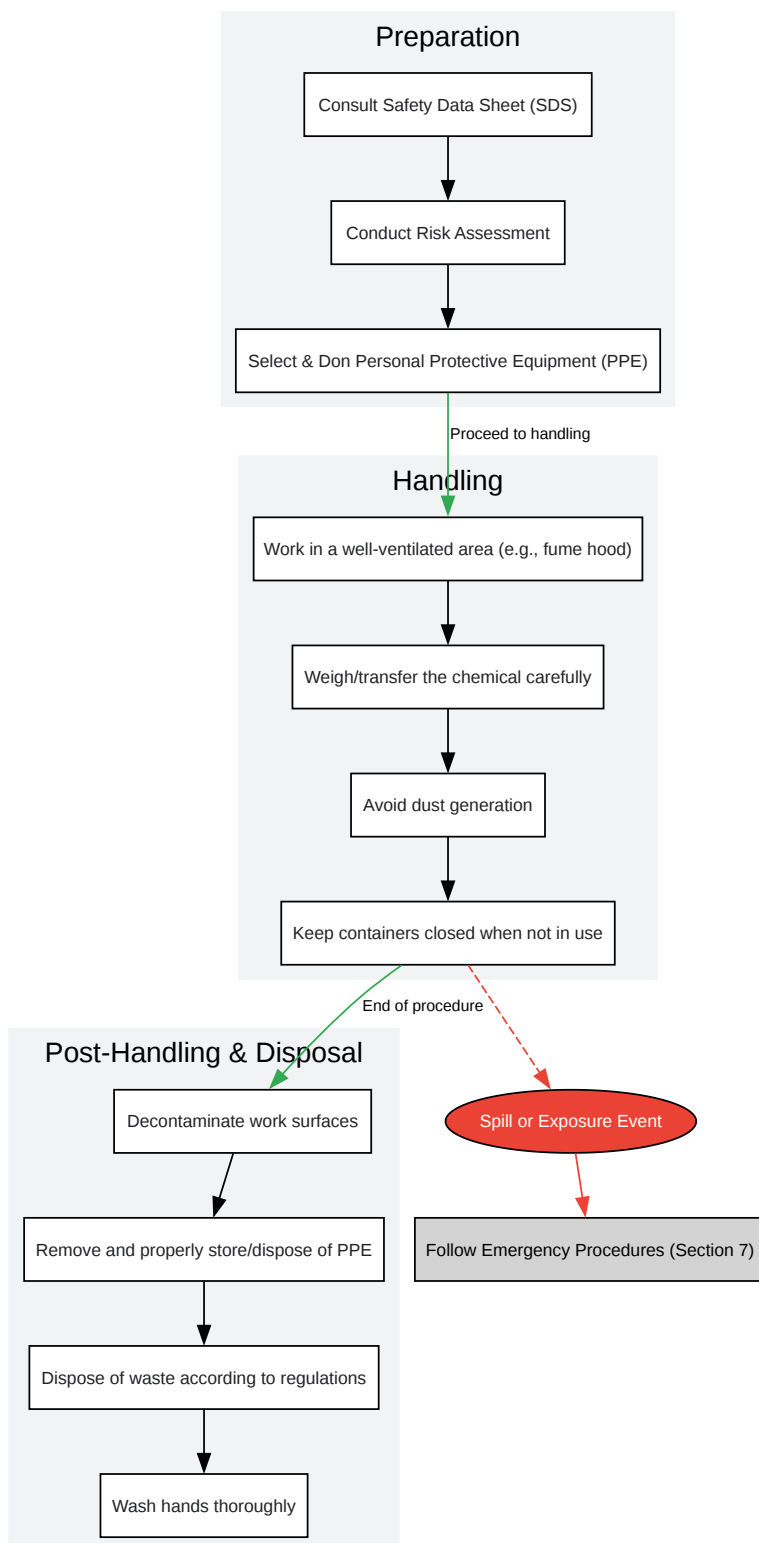 Preparation
Consult Safety Data Sheet (SDS)
Conduct Risk Assessment
Select & Don Personal Protective Equipment (PPE)
Proceed to handling
Handling
Work in a well-ventilated area (e.g., fume hood)
Weigh/transfer the chemical carefully
Avoid dust generation
Keep containers closed when not in use
End of procedure
Post-Handling & Disposal
Decontaminate work surfaces
Spill or Exposure Event
Remove and properly store/dispose of PPE
Follow Emergency Procedures (Section 7)
Dispose of waste according to regulations
Wash hands thoroughly